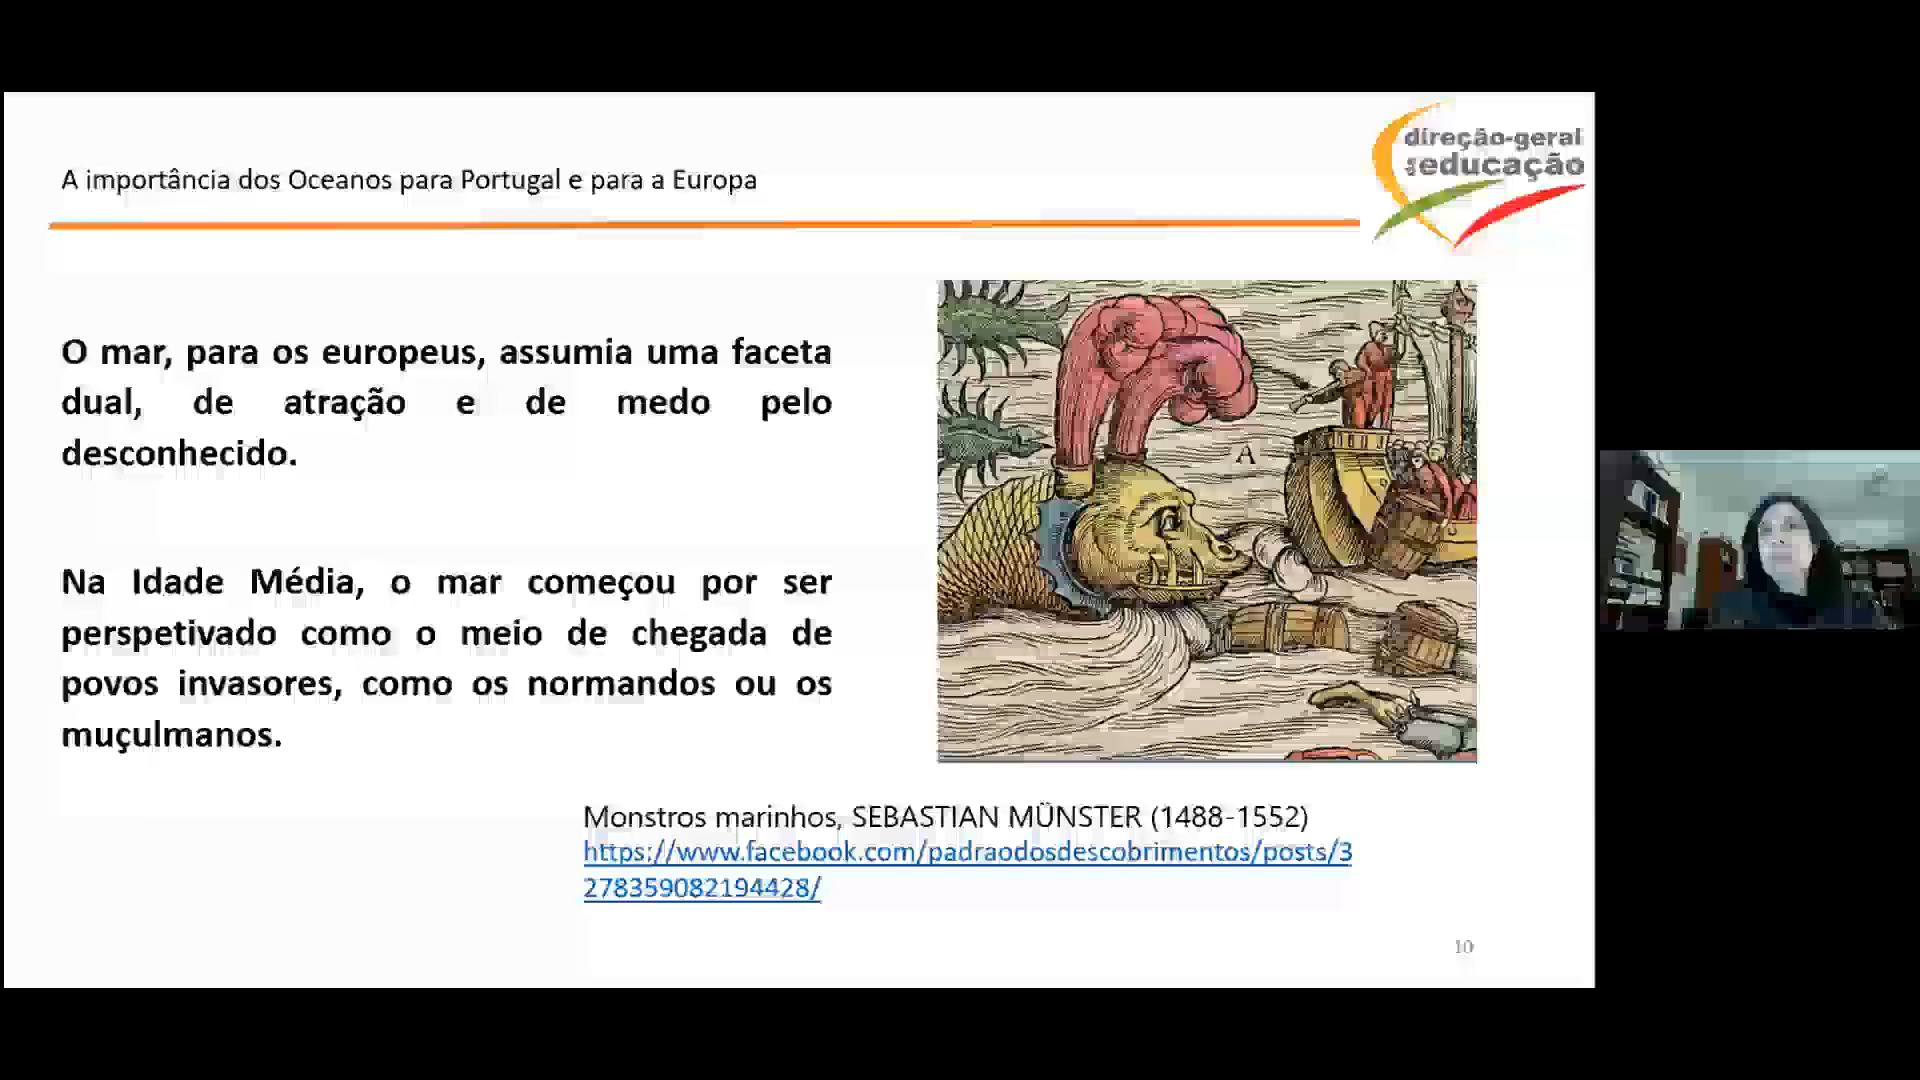 direção-geral
da educação
A importância dos Oceanos para Portugal e para a Europa
O mar, para os europeus, assumia uma faceta
dual, de atração e de medo pelo
desconhecido.
Na Idade Média, o mar começou por ser
perspetivado como o meio de chegada de
povos invasores, como os normandos ou os
muçulmanos.
A
Monstros marinhos, SEBASTIAN MÜNSTER (1488-1552)
https://www.facebook.com/padraodosdescobrimentos/posts/3
278359082194428/
10